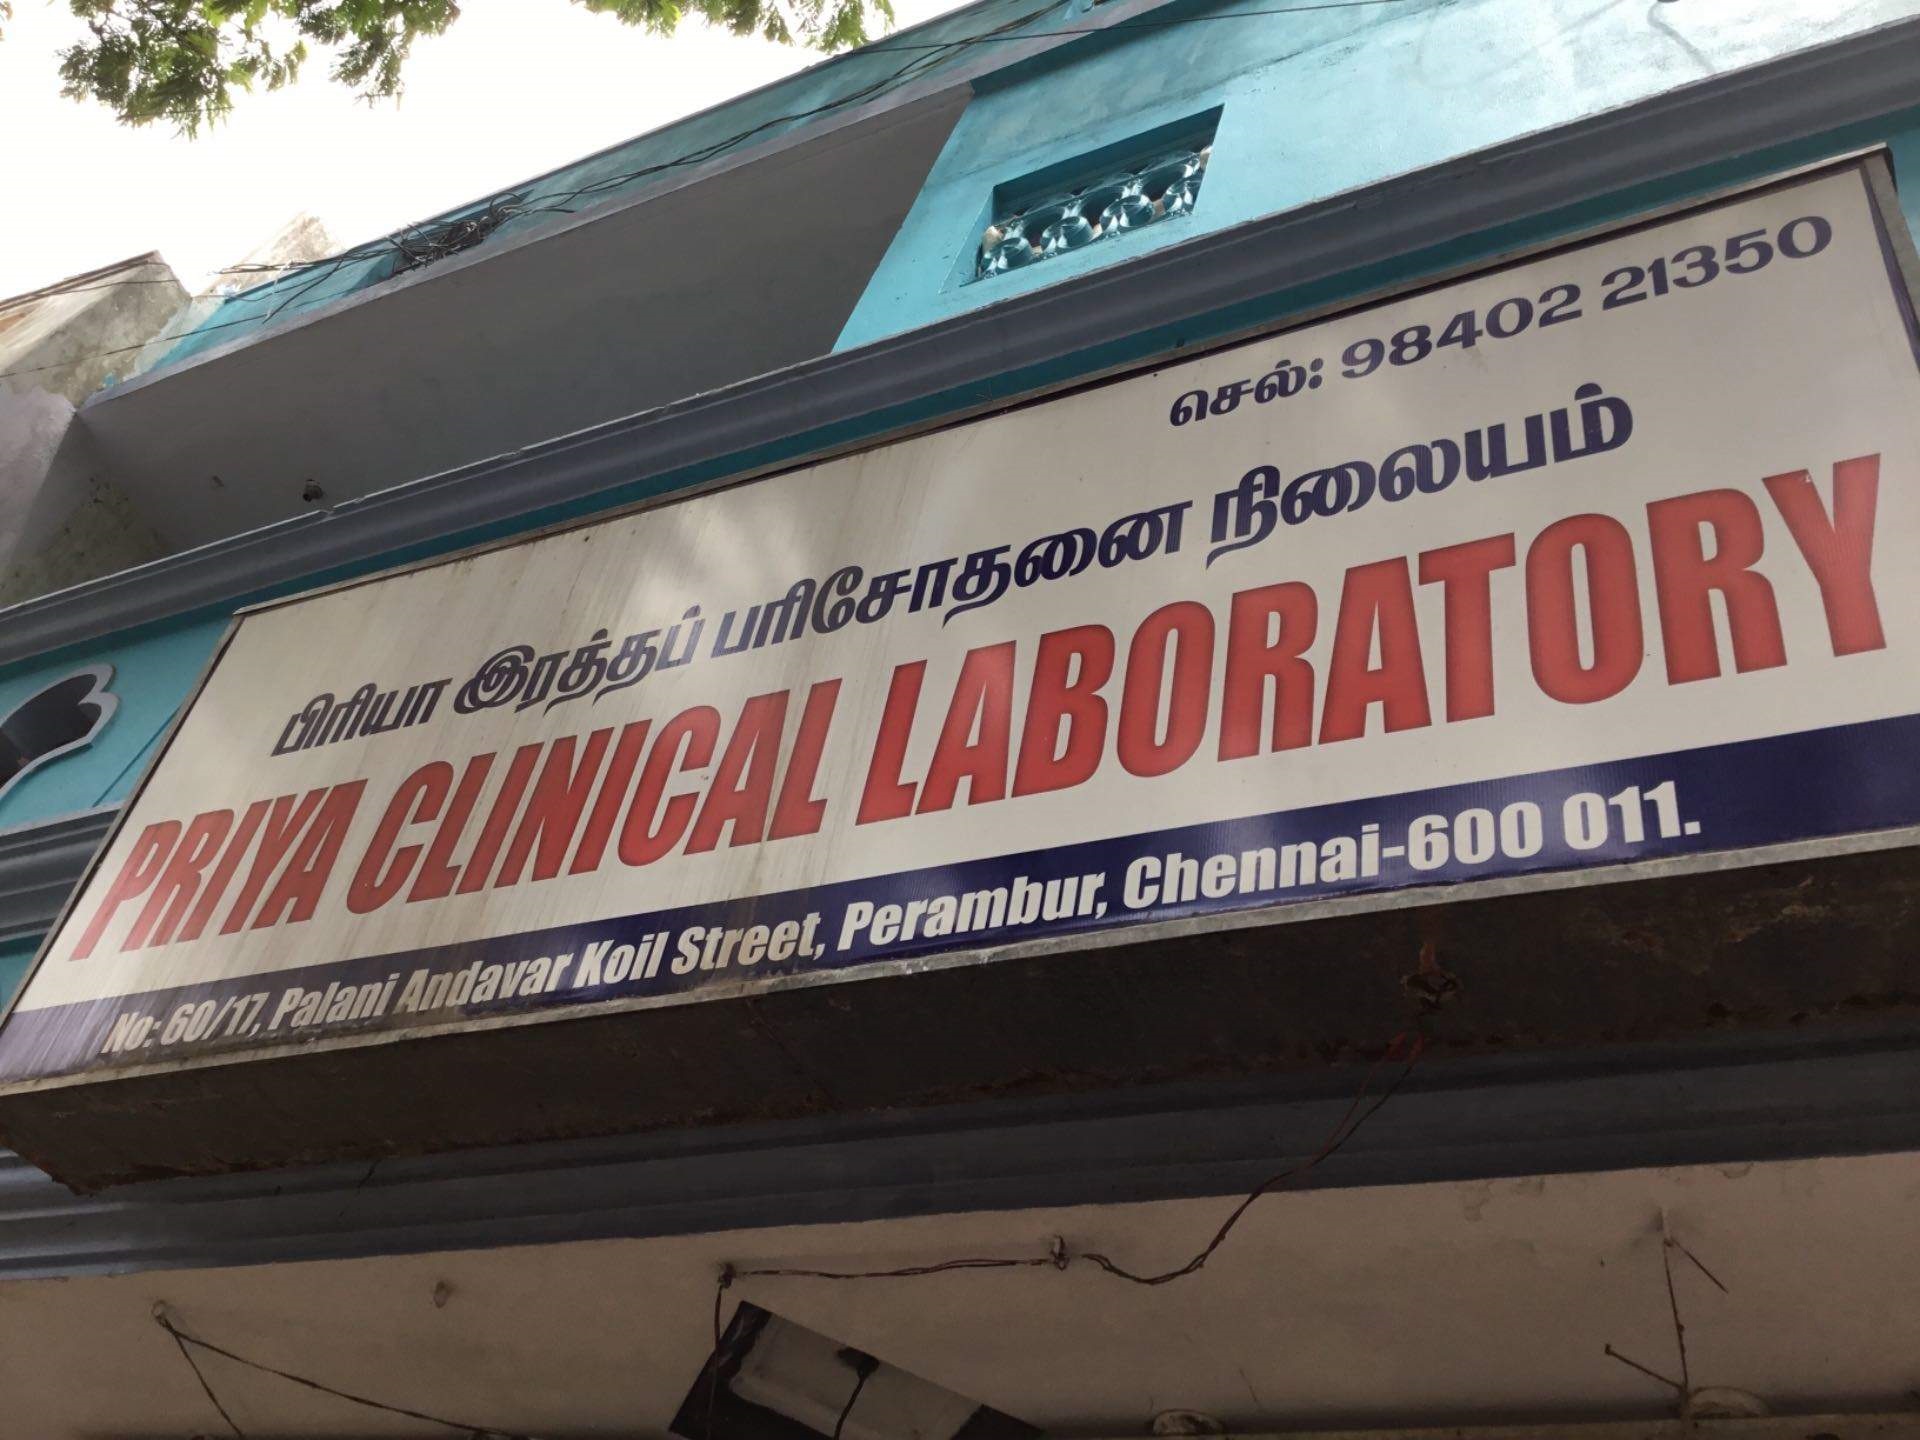 செல்: 98402 21350
பிரியா இரத்தப் பரிசோதனை நிலையம்
PRIYA CLINICAL LABORATORY
No: 60/17, Palani Andavar Koil Street, Perambur, Chennai-600 011.